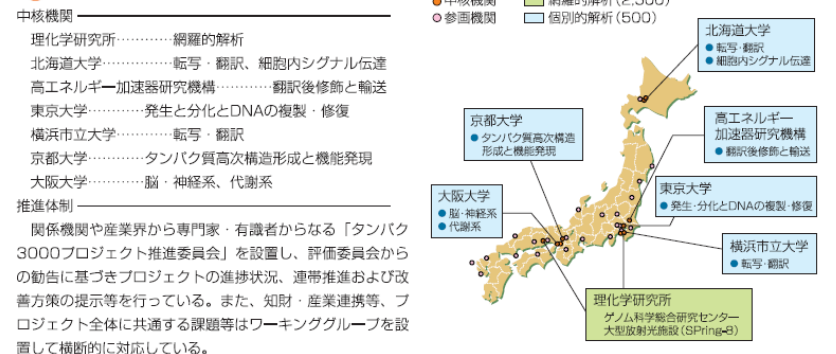 中核機関
理化学研究所…………網羅的解析
北海道大学…………転写・翻訳、細胞内シグナル伝達
高エネルギー加速器研究機構…………翻訳後修飾と輸送
東京大学…………発生と分化とDNAの複製・修復
横浜市立大学…………転写・翻訳
京都大学…………タンパク質高次構造形成と機能発現
大阪大学…………脳・神経系、代謝系
推進体制
関係機関や産業界から専門家・有識者からなる「タンパク
3000プロジェクト推進委員会」を設置し、評価委員会から
の勧告に基づきプロジェクトの進捗状況、連帯推進および改
善方策の提示等を行っている。また、知財・産業連携等、プ
ロジェクト全体に共通する課題等はワーキンググループを設
置して横断的に対応している。
中核機関
網羅的解析(2,500)
参画機関
個別的解析(500)
北海道大学
●転写・翻訳
●細胞内シグナル伝達
京都大学
●タンパク質高次構造
形成と機能発現
高エネルギー
加速器研究機構
●翻訳後修飾と輸送
大阪大学
●脳・神経系
●代謝系
東京大学
●発生・分化とDNAの複製・修復
横浜市立大学
●転写・翻訳
理化学研究所
ゲノム科学総合研究センター
大型放射光施設(SPring-8)